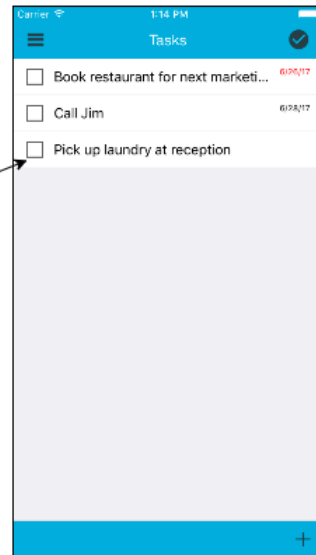 Carrier 1:14 PM
Tasks
Book restaurant for next marketi... 6/26/17
Call Jim 6/28/17
Pick up laundry at reception